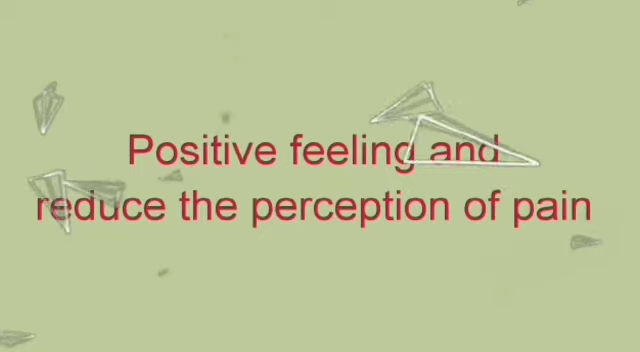 Positive feeling and
reduce the perception of pain